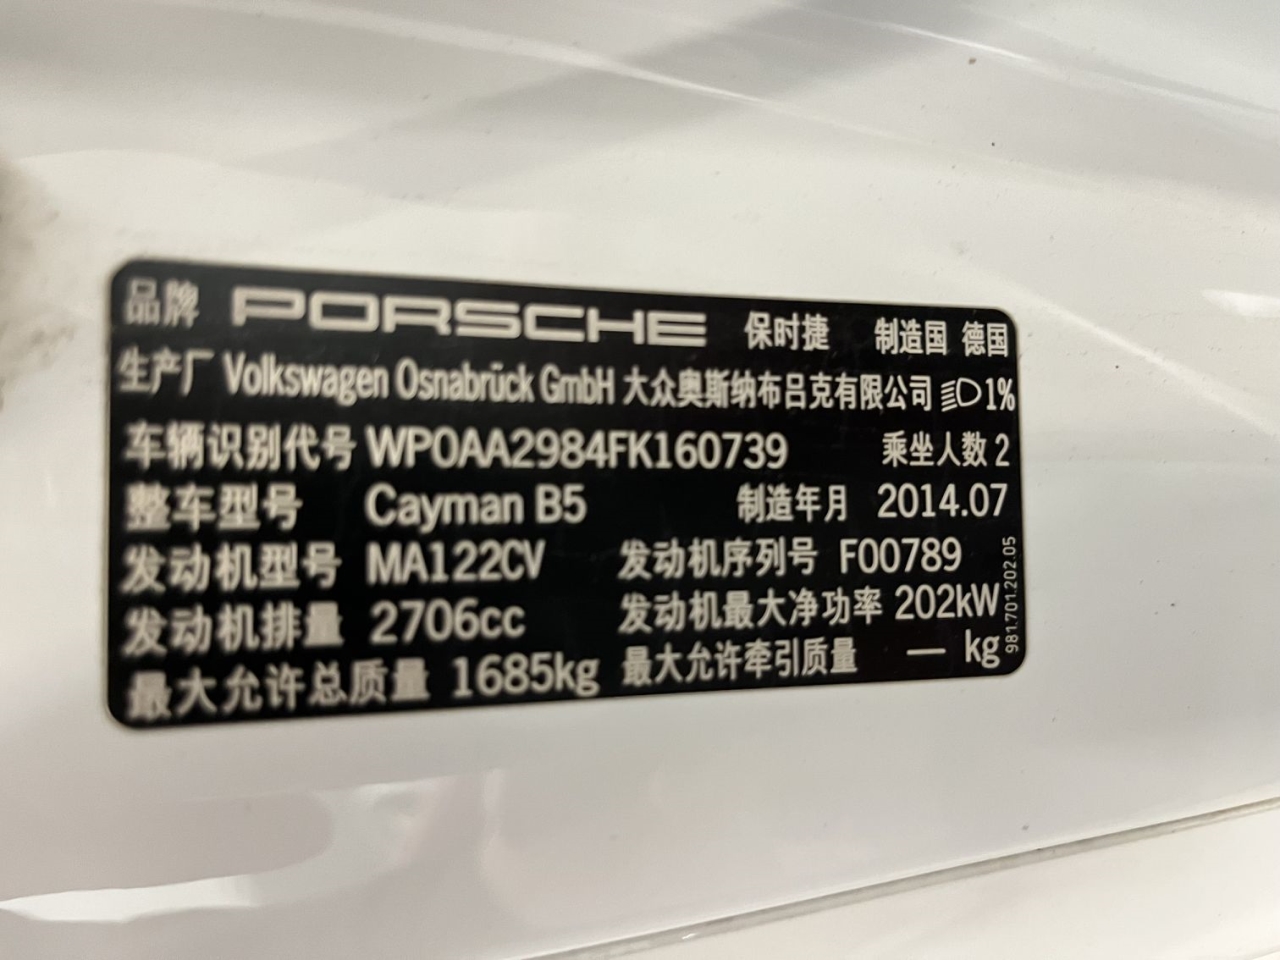 品牌 PORSCHE 保时捷 制造国 德国
生产厂 Volkswagen Osnabrück GmbH 大众奥斯纳布吕克有限公司 1%
车辆识别代号 WP0AA2984FK160739 乘坐人数 2
整车型号 Cayman B5 制造年月 2014.07
发动机型号 MA122CV 发动机序列号 F00789
发动机排量 2706cc 发动机最大净功率 202kW
最大允许总质量 1685kg 最大允许牵引质量 — kg
981.701.202.05